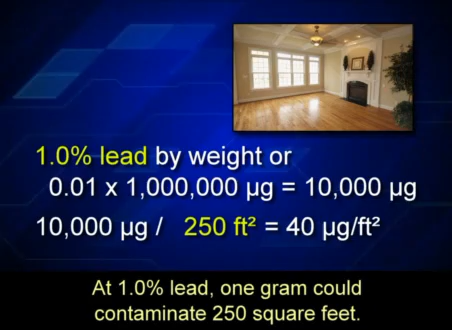 1.0% lead by weight or
0.01 x 1,000,000 µg = 10,000 µg
10,000 µg / 250 ft² = 40 µg/ft²
At 1.0% lead, one gram could
contaminate 250 square feet.